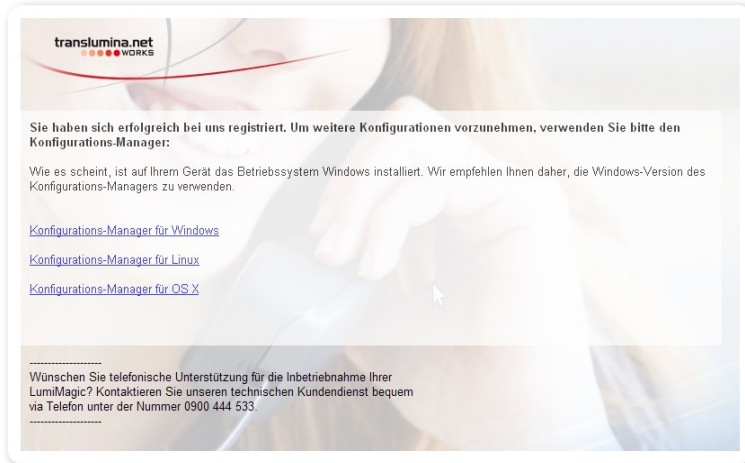 translumina.net
WORKS
Sie haben sich erfolgreich bei uns registriert. Um weitere Konfigurationen vorzunehmen, verwenden Sie bitte den
Konfigurations-Manager:
Wie es scheint, ist auf Ihrem Gerät das Betriebssystem Windows installiert. Wir empfehlen Ihnen daher, die Windows-Version des
Konfigurations-Managers zu verwenden.
Konfigurations-Manager für Windows
Konfigurations-Manager für Linux
Konfigurations-Manager für OS X
--------------------
Wünschen Sie telefonische Unterstützung für die Inbetriebnahme Ihrer
LumiMagic? Kontaktieren Sie unseren technischen Kundendienst bequem
via Telefon unter der Nummer 0900 444 533.
--------------------